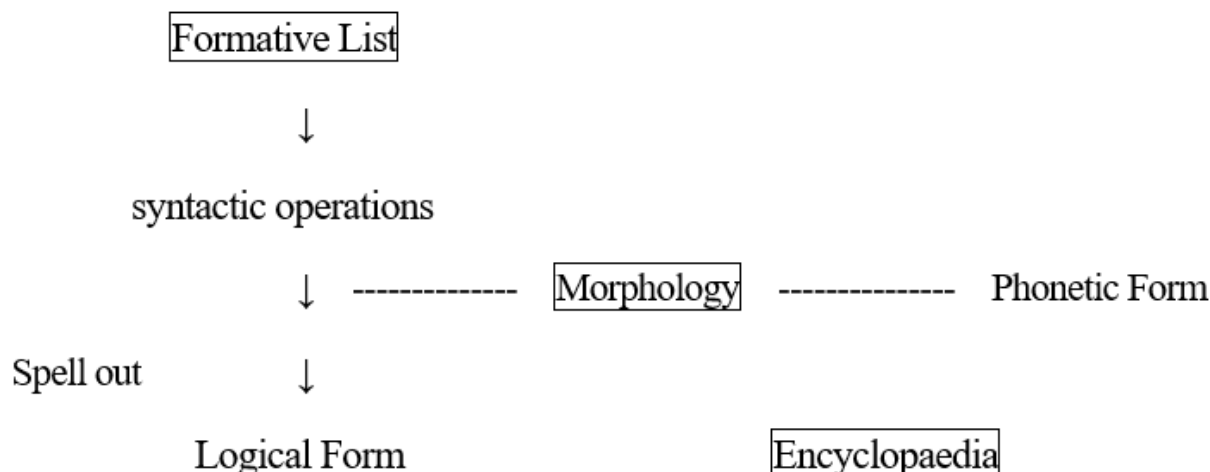 Formative List
↓
syntactic operations
↓ -------------- Morphology --------------- Phonetic Form
Spell out ↓
Logical Form Encyclopaedia